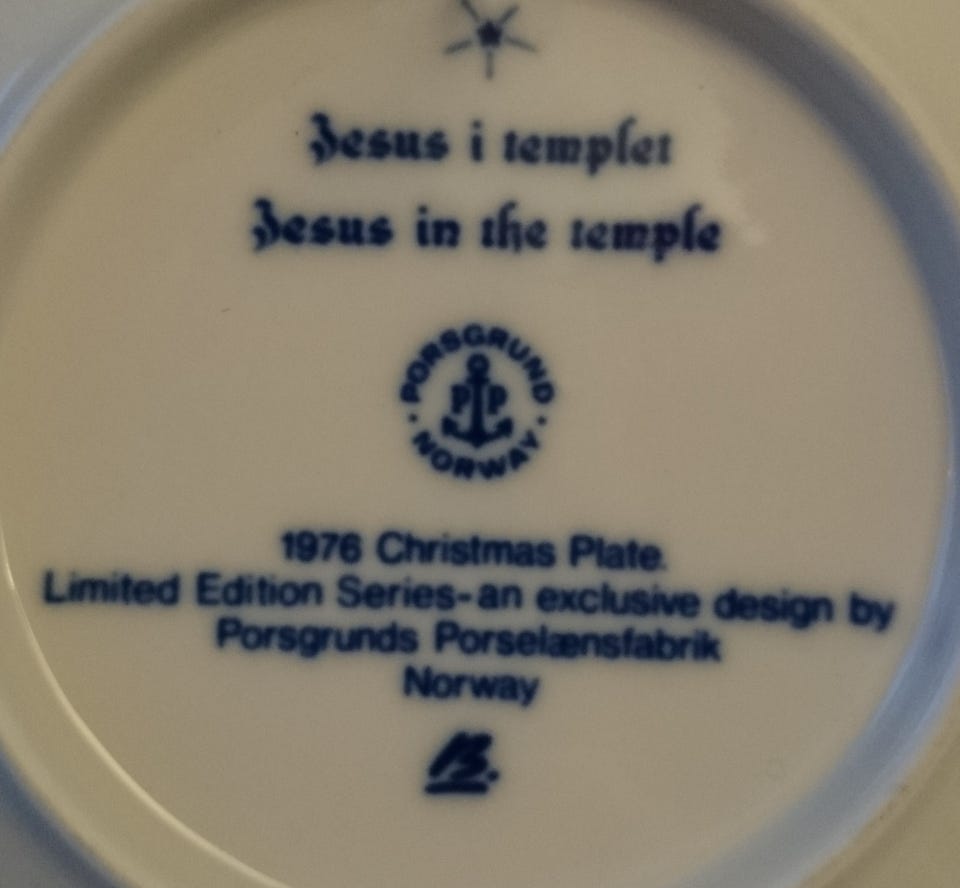 Jesus i templet
Jesus in the temple
PORSGRUND
P P
· NORWAY ·
1976 Christmas Plate.
Limited Edition Series-an exclusive design by
Porsgrunds Porselænsfabrik
Norway